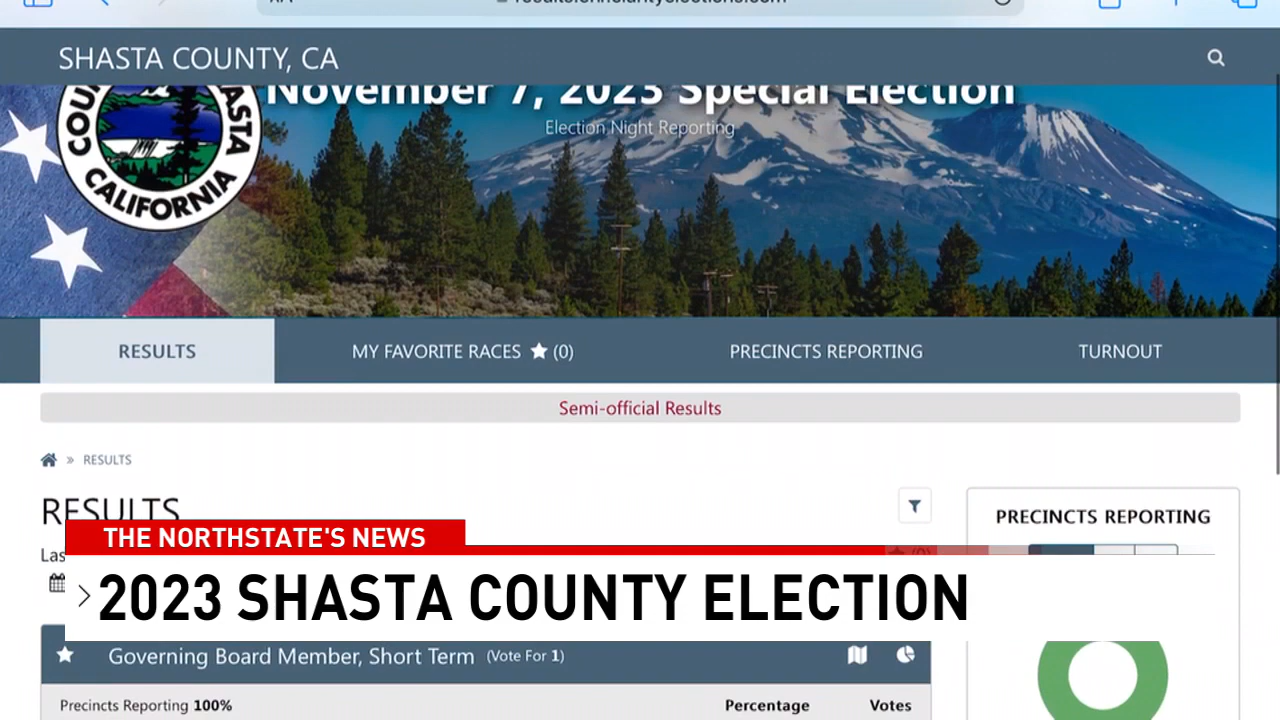 SHASTA COUNTY, CA
November 7, 2023 Special Election
Election Night Reporting
CALIFORNIA
RESULTS
MY FAVORITE RACES (0)
PRECINCTS REPORTING
TURNOUT
Semi-official Results
» RESULTS
RESULTS
PRECINCTS REPORTING
THE NORTHSTATE'S NEWS
> 2023 SHASTA COUNTY ELECTION
Governing Board Member, Short Term (Vote For 1)
Precincts Reporting 100%
Percentage
Votes